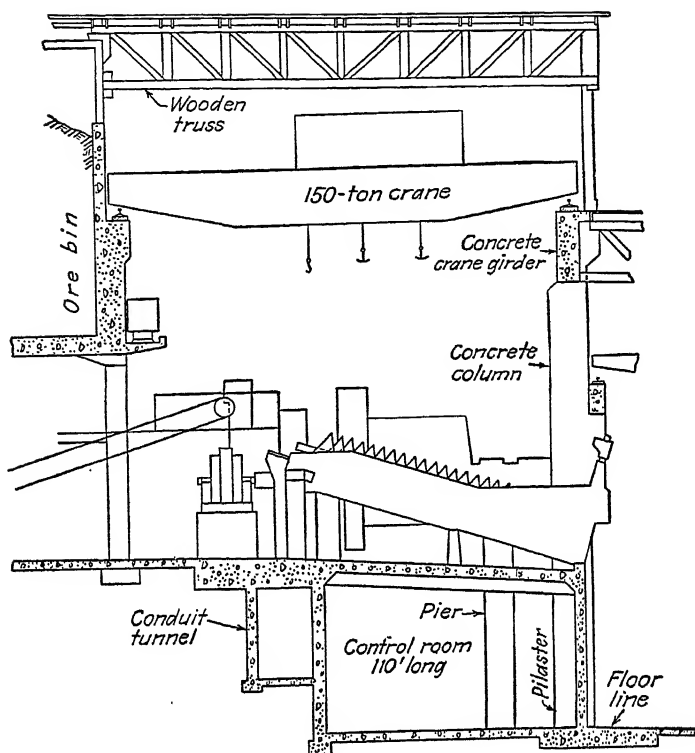 Wooden
truss
150-ton crane
Ore bin
Concrete
crane girder
Concrete
column
Conduit
tunnel
Pier
Control room
110' long
Pilaster
Floor
line